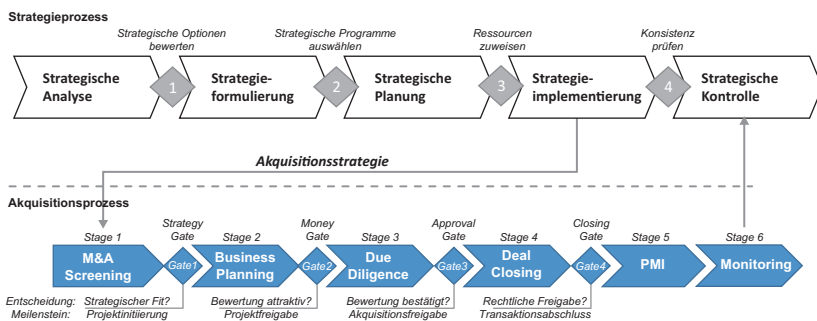 Strategieprozess
Strategische Optionen
bewerten
Strategische Programme
auswählen
Ressourcen
zuweisen
Konsistenz
prüfen
Strategische
Analyse
1
Strategie-
formulierung
2
Strategische
Planung
3
Strategie-
implementierung
4
Strategische
Kontrolle
Akquisitionsstrategie
Akquisitionsprozess
Stage 1
Strategy
Gate
Stage 2
Money
Gate
Stage 3
Approval
Gate
Stage 4
Closing
Gate
Stage 5
Stage 6
M&A
Screening
Gate1
Business
Planning
Gate2
Due
Diligence
Gate3
Deal
Closing
Gate4
PMI
Monitoring
Entscheidung: Strategischer Fit? Bewertung attraktiv? Bewertung bestätigt? Rechtliche Freigabe?
Meilenstein: Projektinitiierung Projektfreigabe Akquisitionsfreigabe Transaktionsabschluss